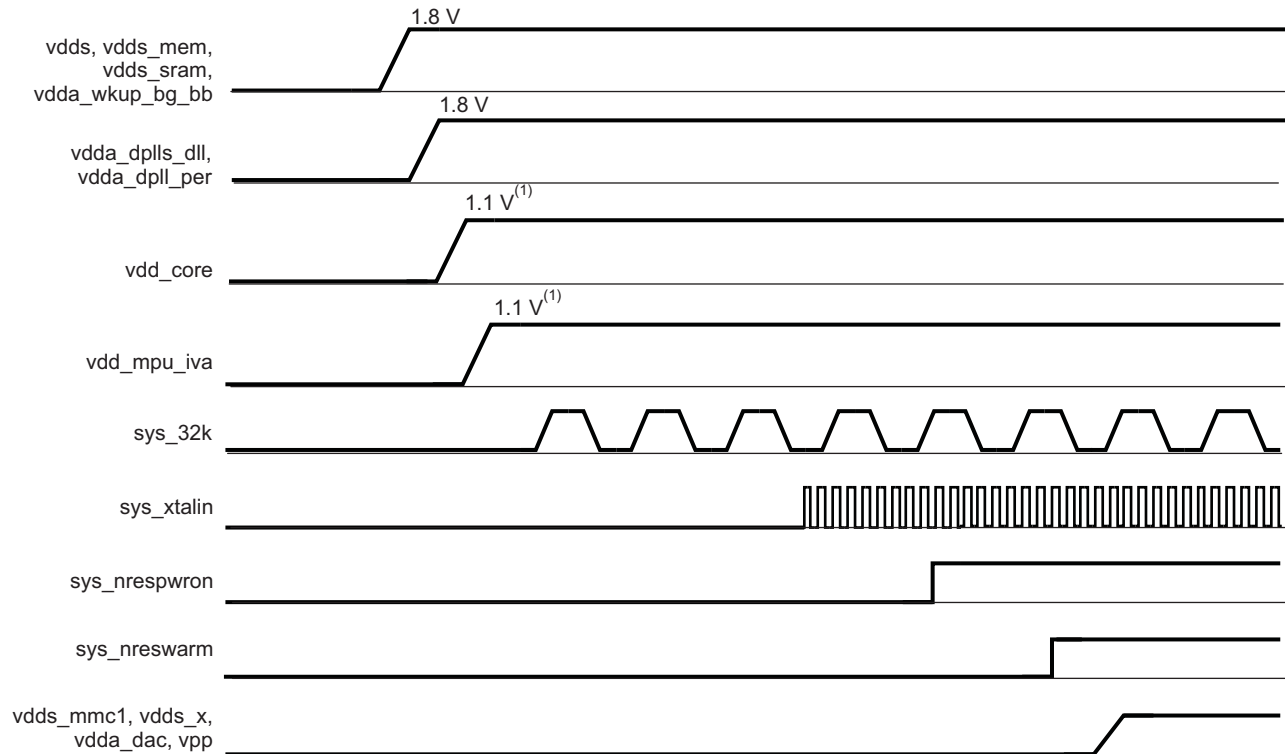 1.8 V
vdds, vdds_mem,
vdds_sram,
vdda_wkup_bg_bb
1.8 V
vdda_dplls_dll,
vdda_dpll_per
1.1 V(1)
vdd_core
1.1 V(1)
vdd_mpu_iva
sys_32k
sys_xtalin
sys_nrespwron
sys_nreswarm
vdds_mmc1, vdds_x,
vdda_dac, vpp